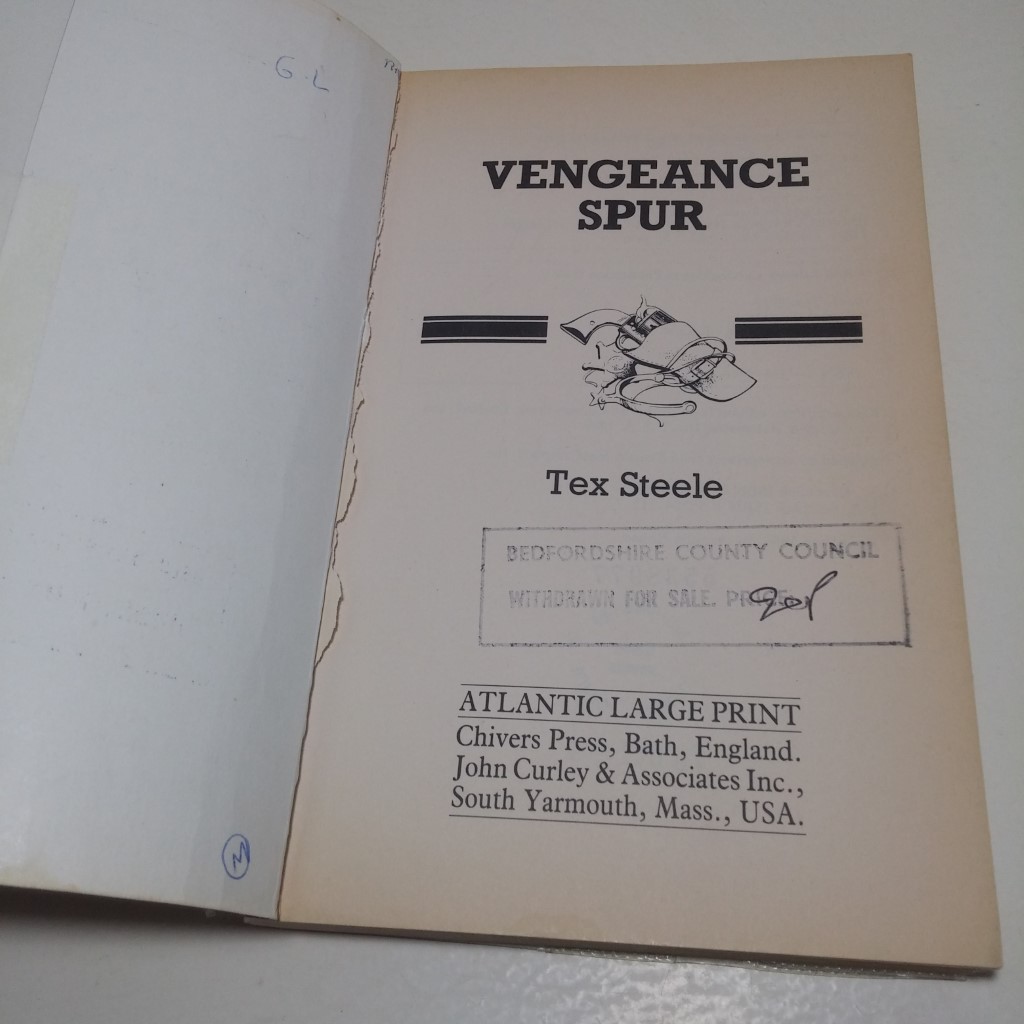 G L
VENGEANCE
SPUR
Tex Steele
BEDFORDSHIRE COUNTY COUNCIL
WITHDRAWN FOR SALE. PRICE
ATLANTIC LARGE PRINT
Chivers Press, Bath, England.
John Curley & Associates Inc.,
South Yarmouth, Mass., USA.